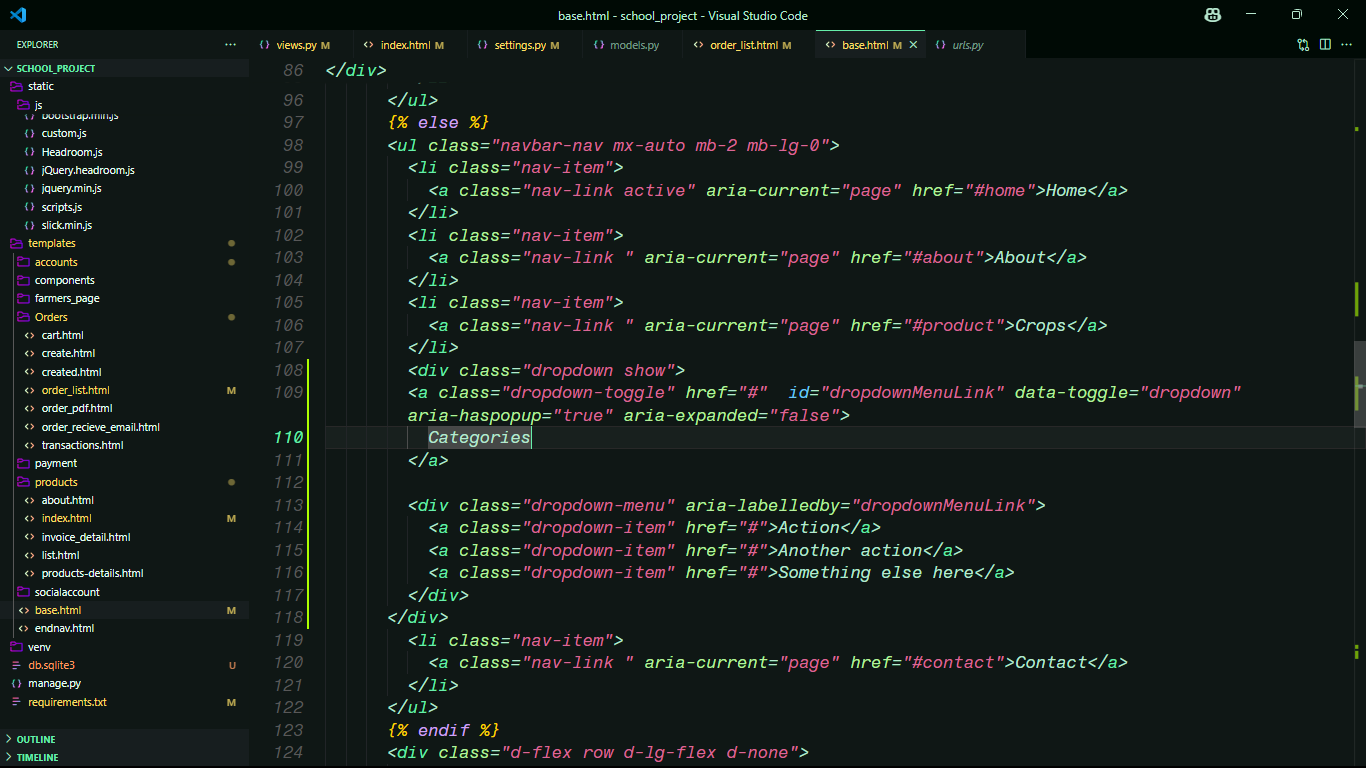 base.html - school_project - Visual Studio Code
EXPLORER
views.py M
index.html M
settings.py M
models.py
order_list.html M
base.html M
urls.py
SCHOOL_PROJECT
static
js
bootstrap.min.js
custom.js
Headroom.js
jQuery.headroom.js
jquery.min.js
scripts.js
slick.min.js
templates
accounts
components
farmers_page
Orders
cart.html
create.html
created.html
order_list.html M
order_pdf.html
order_recieve_email.html
transactions.html
payment
products
about.html
index.html M
invoice_detail.html
list.html
products-details.html
socialaccount
base.html M
endnav.html
venv
db.sqlite3 U
manage.py
requirements.txt M
OUTLINE
TIMELINE
86 </div>
96 </ul>
97 {% else %}
98 <ul class="navbar-nav mx-auto mb-2 mb-lg-0">
99 <li class="nav-item">
100 <a class="nav-link active" aria-current="page" href="#home">Home</a>
101 </li>
102 <li class="nav-item">
103 <a class="nav-link " aria-current="page" href="#about">About</a>
104 </li>
105 <li class="nav-item">
106 <a class="nav-link " aria-current="page" href="#product">Crops</a>
107 </li>
108 <div class="dropdown show">
109 <a class="dropdown-toggle" href="#"  id="dropdownMenuLink" data-toggle="dropdown"
aria-haspopup="true" aria-expanded="false">
110 Categories
111 </a>
112
113 <div class="dropdown-menu" aria-labelledby="dropdownMenuLink">
114 <a class="dropdown-item" href="#">Action</a>
115 <a class="dropdown-item" href="#">Another action</a>
116 <a class="dropdown-item" href="#">Something else here</a>
117 </div>
118 </div>
119 <li class="nav-item">
120 <a class="nav-link " aria-current="page" href="#contact">Contact</a>
121 </li>
122 </ul>
123 {% endif %}
124 <div class="d-flex row d-lg-flex d-none">